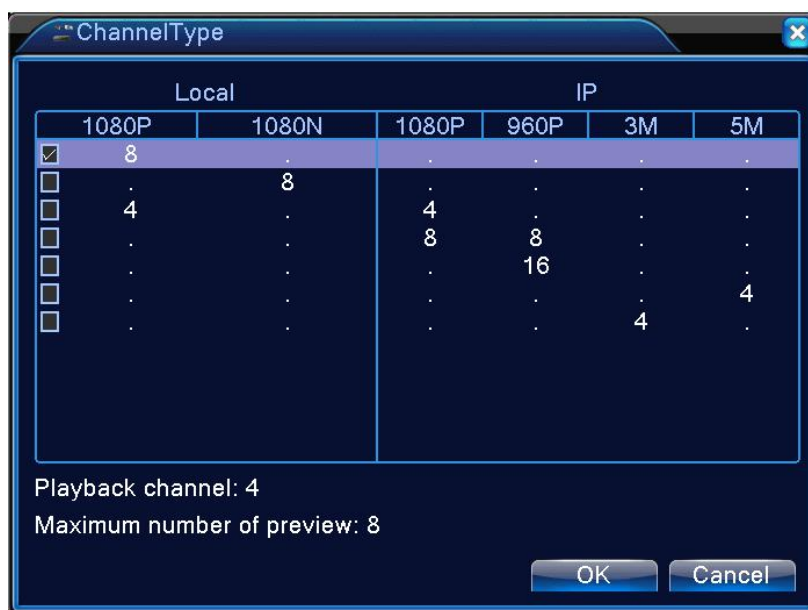 ChannelType
Local IP
1080P 1080N 1080P 960P 3M 5M
8 . . . . .
. 8 . . . .
4 . 4 . . .
. . 8 8 . .
. . . 16 . .
. . . . . 4
. . . . 4 .
Playback channel: 4
Maximum number of preview: 8
OK Cancel